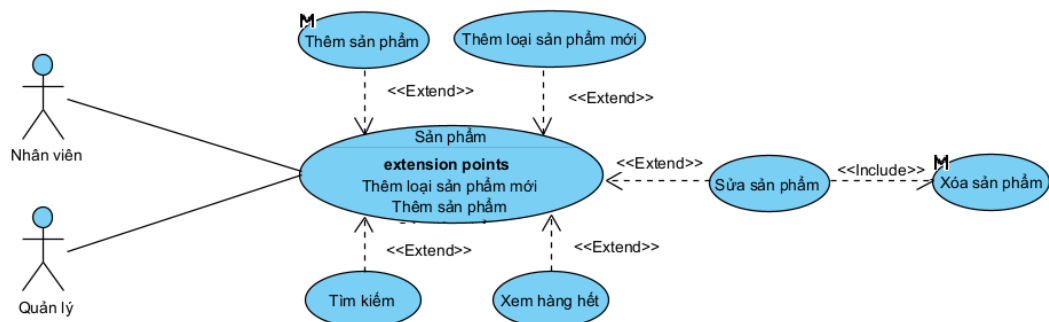 M
Thêm sản phẩm
Thêm loại sản phẩm mới
<<Extend>>
<<Extend>>
Nhân viên
Sản phẩm
extension points
Thêm loại sản phẩm mới
Thêm sản phẩm
<<Extend>>
Sửa sản phẩm
<<Include>>
M
Xóa sản phẩm
<<Extend>>
<<Extend>>
Quản lý
Tìm kiếm
Xem hàng hết